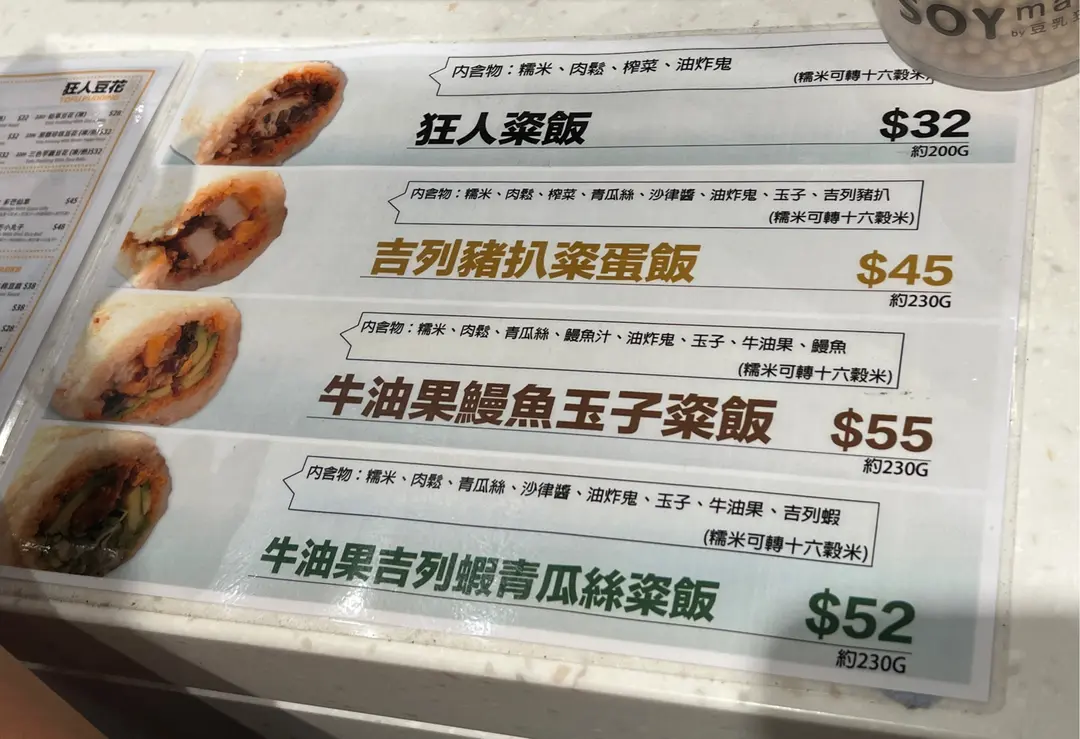 SOY ma
by 豆乳
狂人豆花
TOFU PUDDING
內含物：糯米、肉鬆、榨菜、油炸鬼
(糯米可轉十六穀米)
狂人粢飯
$32
約200G
內含物：糯米、肉鬆、榨菜、青瓜絲、沙律醬、油炸鬼、玉子、吉列豬扒
(糯米可轉十六穀米)
吉列豬扒粢蛋飯
$45
約230G
內含物：糯米、肉鬆、青瓜絲、鰻魚汁、油炸鬼、玉子、牛油果、鰻魚
(糯米可轉十六穀米)
牛油果鰻魚玉子粢飯
$55
約230G
內含物：糯米、肉鬆、青瓜絲、沙律醬、油炸鬼、玉子、牛油果、吉列蝦
(糯米可轉十六穀米)
牛油果吉列蝦青瓜絲粢飯
$52
約230G